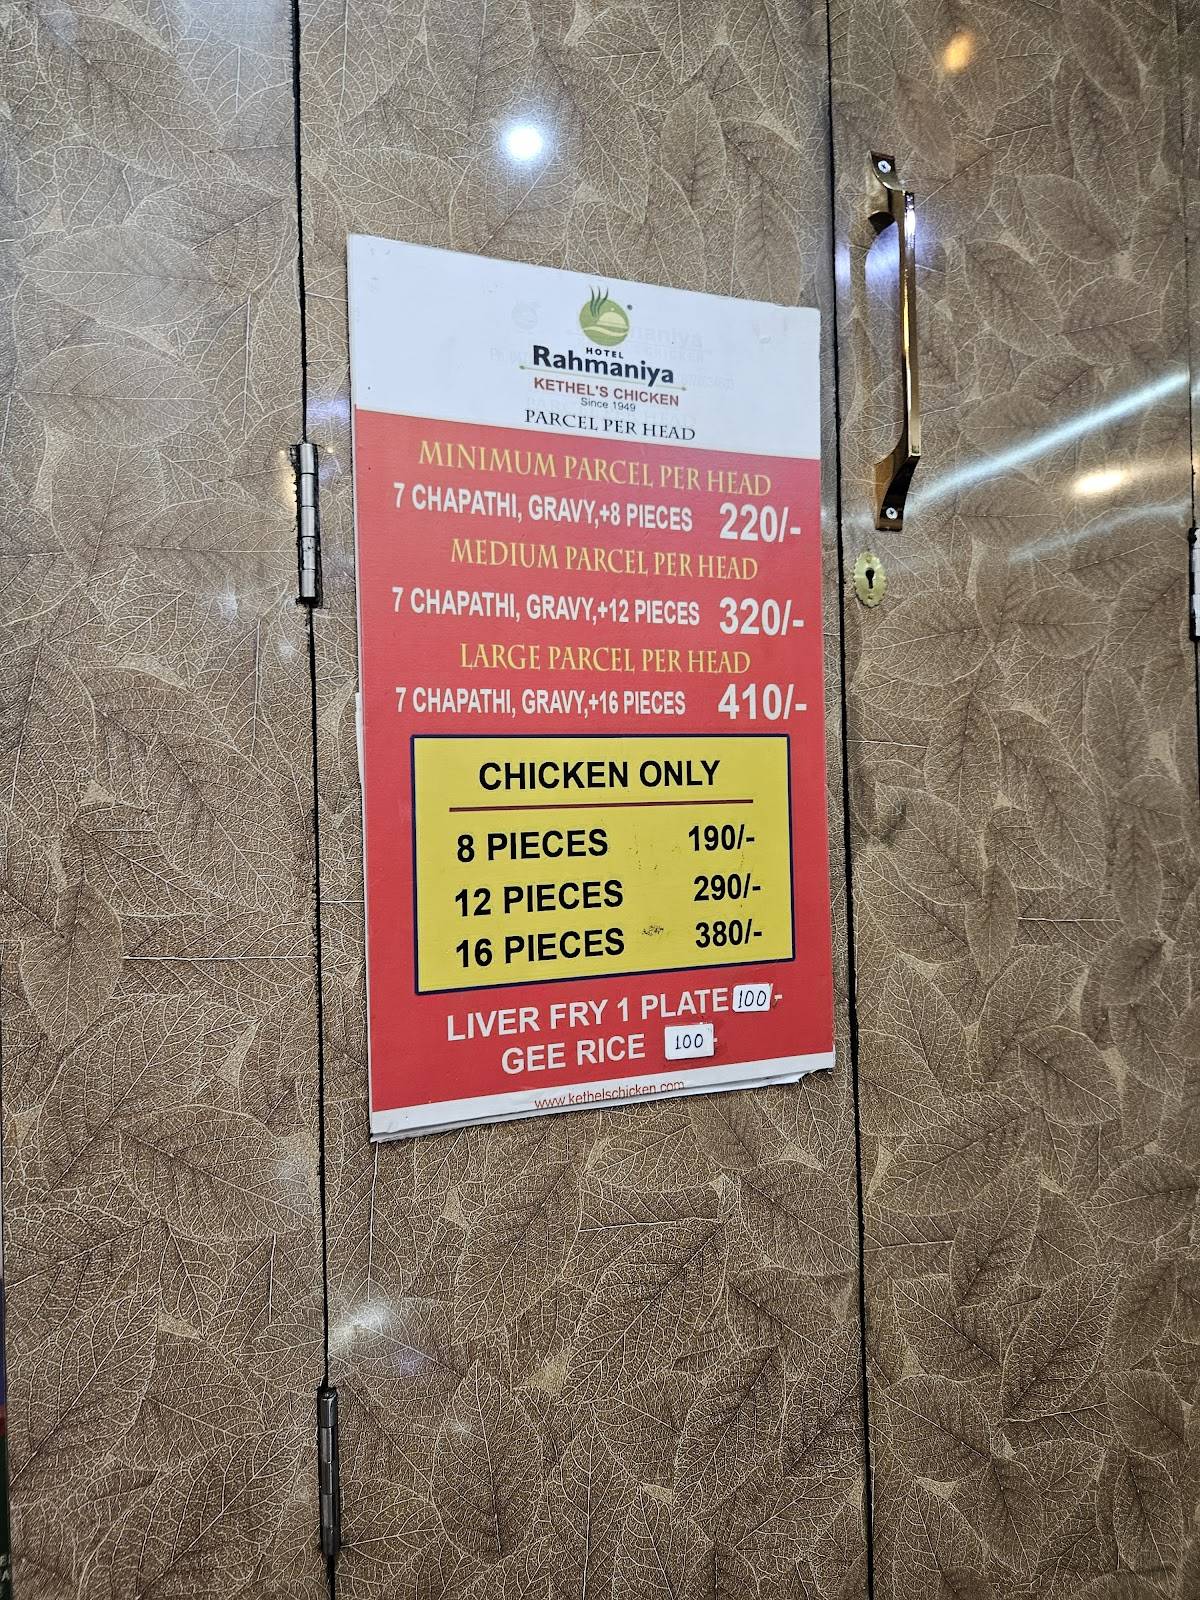 HOTEL
Rahmaniya
KETHEL'S CHICKEN
Since 1949
PARCEL PER HEAD
MINIMUM PARCEL PER HEAD
7 CHAPATHI, GRAVY,+8 PIECES 220/-
MEDIUM PARCEL PER HEAD
7 CHAPATHI, GRAVY,+12 PIECES 320/-
LARGE PARCEL PER HEAD
7 CHAPATHI, GRAVY,+16 PIECES 410/-
CHICKEN ONLY
8 PIECES 190/-
12 PIECES 290/-
16 PIECES 380/-
LIVER FRY 1 PLATE 100/-
GEE RICE 100
www.kethelschicken.com